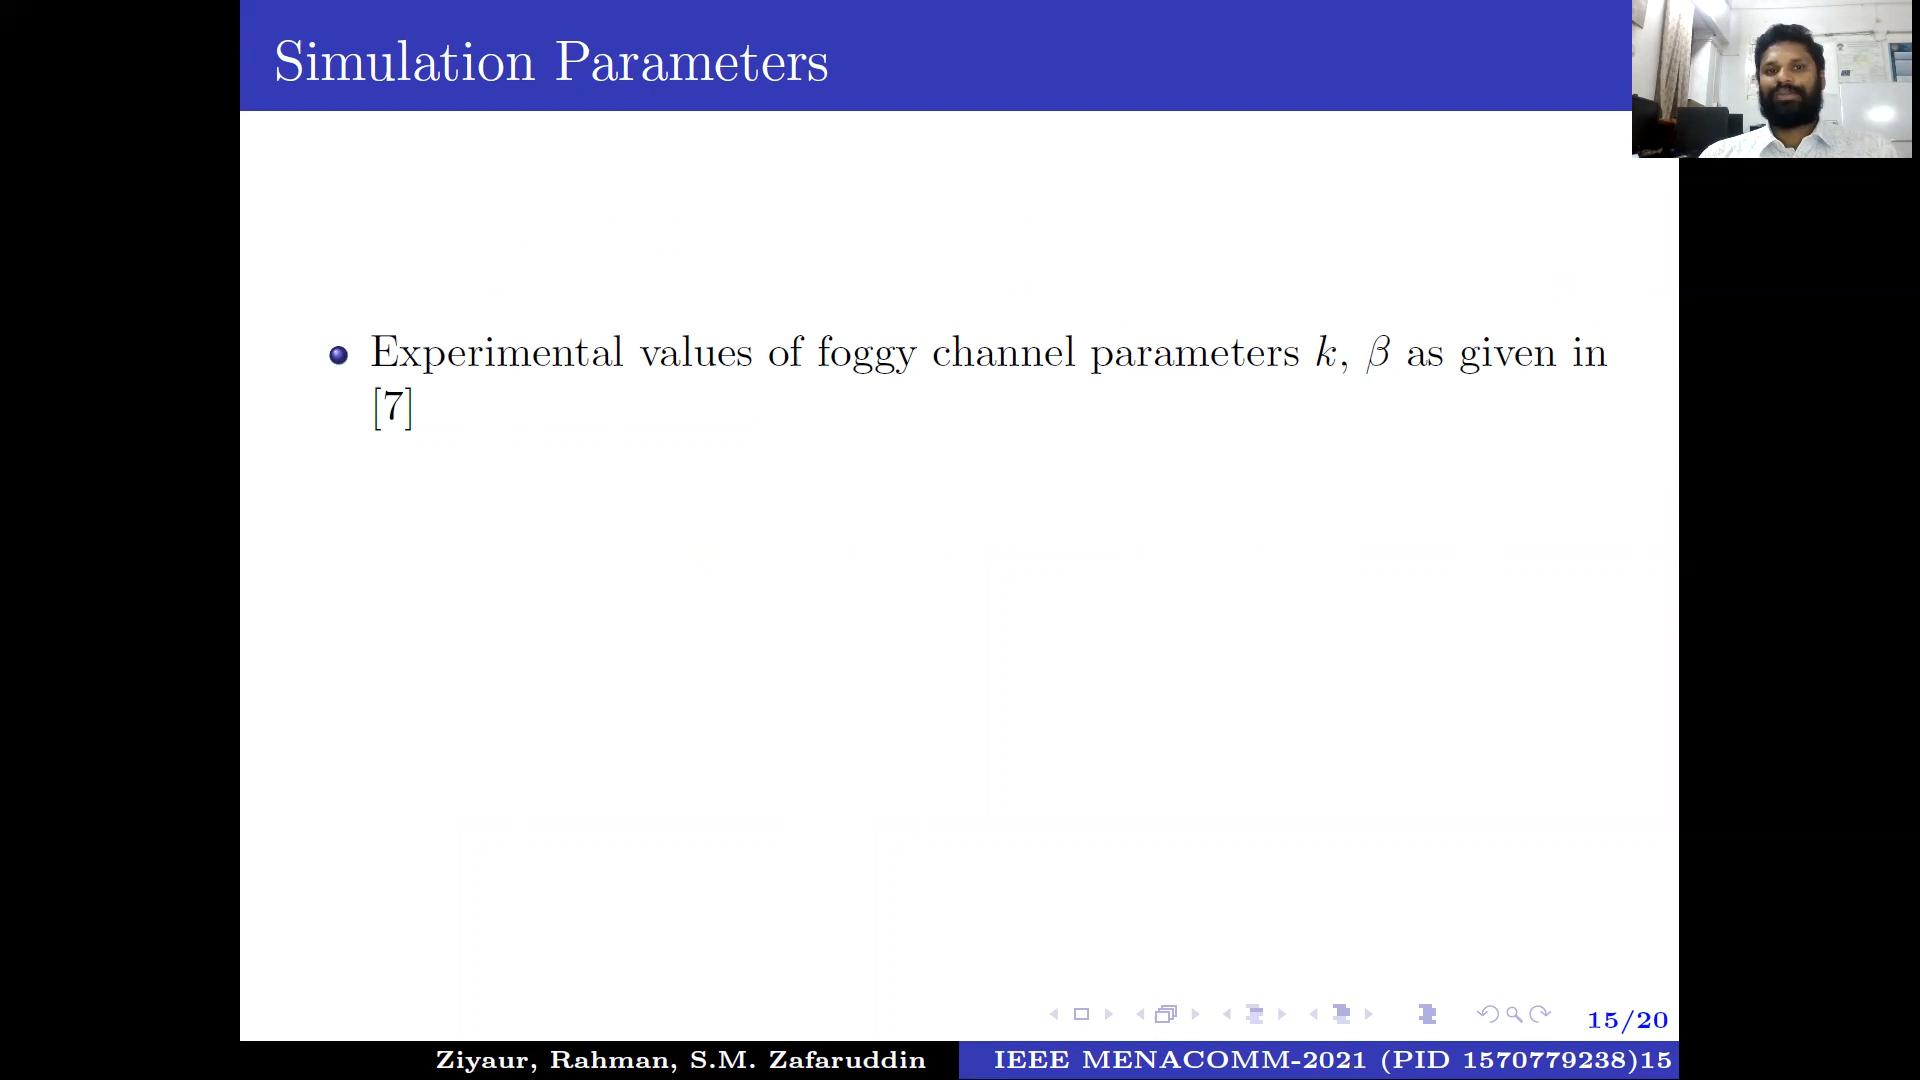 Simulation Parameters
Experimental values of foggy channel parameters k, β as given in
[7]
15/20
Ziyaur, Rahman, S.M. Zafaruddin
IEEE MENACOMM-2021 (PID 1570779238)15